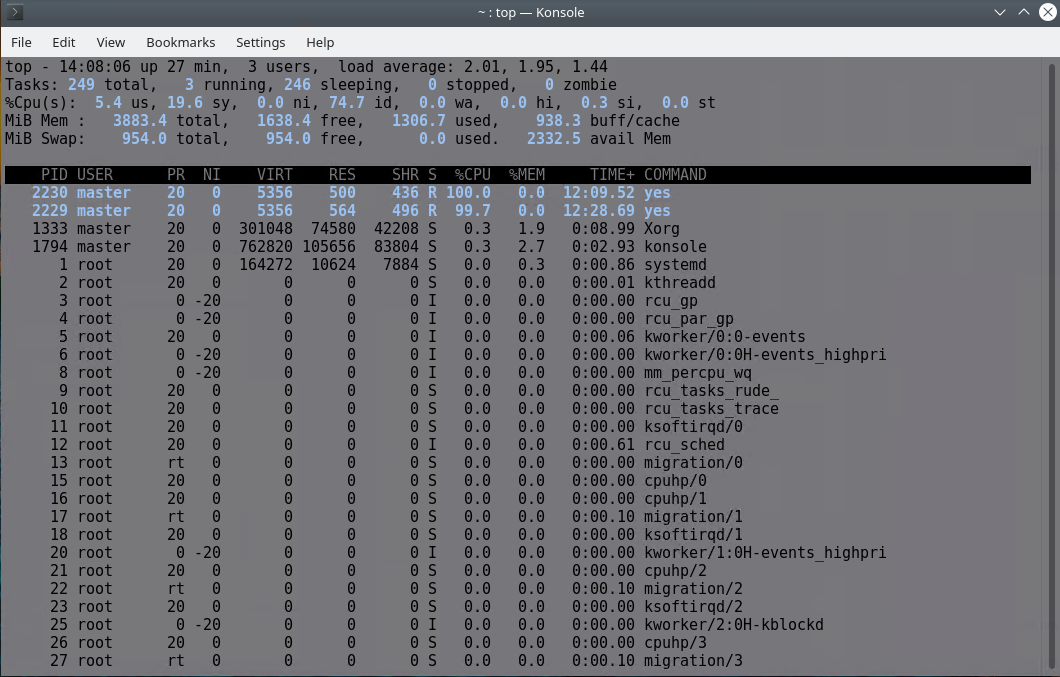 ~ : top — Konsole
File Edit View Bookmarks Settings Help
top - 14:08:06 up 27 min,  3 users,  load average: 2.01, 1.95, 1.44
Tasks: 249 total,   3 running, 246 sleeping,   0 stopped,   0 zombie
%Cpu(s):  5.4 us, 19.6 sy,  0.0 ni, 74.7 id,  0.0 wa,  0.0 hi,  0.3 si,  0.0 st
MiB Mem :   3883.4 total,   1638.4 free,   1306.7 used,    938.3 buff/cache
MiB Swap:    954.0 total,    954.0 free,      0.0 used.   2332.5 avail Mem
PID USER PR NI VIRT RES SHR S %CPU %MEM TIME+ COMMAND
2230 master 20 0 5356 500 436 R 100.0 0.0 12:09.52 yes
2229 master 20 0 5356 564 496 R 99.7 0.0 12:28.69 yes
1333 master 20 0 301048 74580 42208 S 0.3 1.9 0:08.99 Xorg
1794 master 20 0 762820 105656 83804 S 0.3 2.7 0:02.93 konsole
1 root 20 0 164272 10624 7884 S 0.0 0.3 0:00.86 systemd
2 root 20 0 0 0 0 S 0.0 0.0 0:00.01 kthreadd
3 root 0 -20 0 0 0 I 0.0 0.0 0:00.00 rcu_gp
4 root 0 -20 0 0 0 I 0.0 0.0 0:00.00 rcu_par_gp
5 root 20 0 0 0 0 I 0.0 0.0 0:00.06 kworker/0:0-events
6 root 0 -20 0 0 0 I 0.0 0.0 0:00.00 kworker/0:0H-events_highpri
8 root 0 -20 0 0 0 I 0.0 0.0 0:00.00 mm_percpu_wq
9 root 20 0 0 0 0 S 0.0 0.0 0:00.00 rcu_tasks_rude_
10 root 20 0 0 0 0 S 0.0 0.0 0:00.00 rcu_tasks_trace
11 root 20 0 0 0 0 S 0.0 0.0 0:00.00 ksoftirqd/0
12 root 20 0 0 0 0 I 0.0 0.0 0:00.61 rcu_sched
13 root rt 0 0 0 0 S 0.0 0.0 0:00.00 migration/0
15 root 20 0 0 0 0 S 0.0 0.0 0:00.00 cpuhp/0
16 root 20 0 0 0 0 S 0.0 0.0 0:00.00 cpuhp/1
17 root rt 0 0 0 0 S 0.0 0.0 0:00.10 migration/1
18 root 20 0 0 0 0 S 0.0 0.0 0:00.00 ksoftirqd/1
20 root 0 -20 0 0 0 I 0.0 0.0 0:00.00 kworker/1:0H-events_highpri
21 root 20 0 0 0 0 S 0.0 0.0 0:00.00 cpuhp/2
22 root rt 0 0 0 0 S 0.0 0.0 0:00.10 migration/2
23 root 20 0 0 0 0 S 0.0 0.0 0:00.00 ksoftirqd/2
25 root 0 -20 0 0 0 I 0.0 0.0 0:00.00 kworker/2:0H-kblockd
26 root 20 0 0 0 0 S 0.0 0.0 0:00.00 cpuhp/3
27 root rt 0 0 0 0 S 0.0 0.0 0:00.10 migration/3